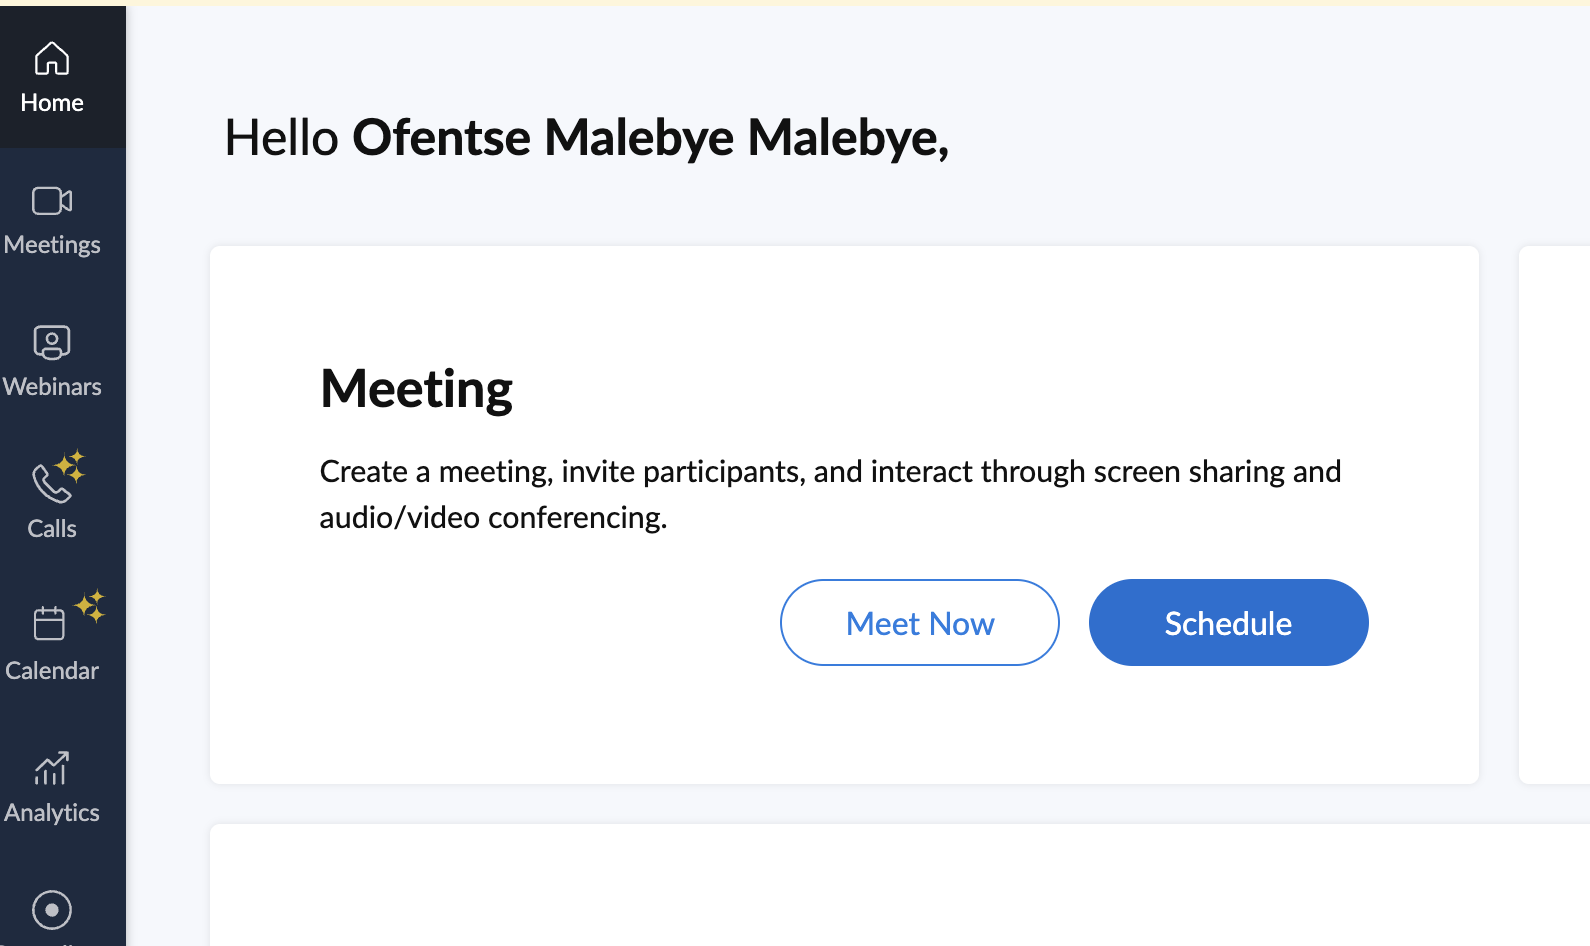 Home
Meetings
Webinars
Calls
Calendar
Analytics
Hello Ofentse Malebye Malebye,
Meeting
Create a meeting, invite participants, and interact through screen sharing and
audio/video conferencing.
Meet Now
Schedule